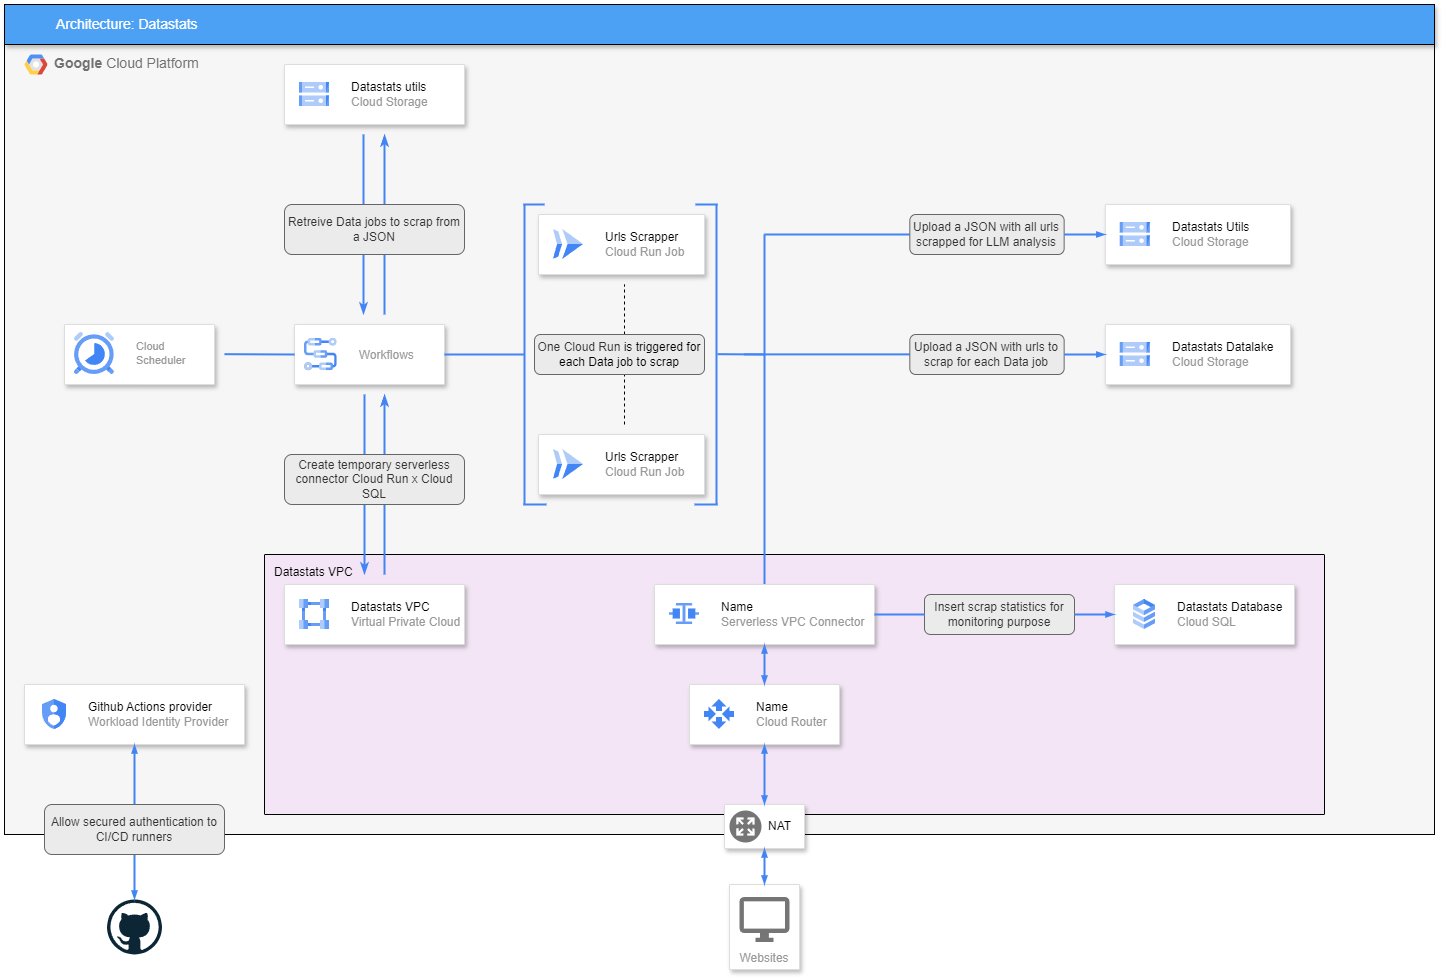 Architecture: Datastats
Google Cloud Platform
Datastats utils
Cloud Storage
Retreive Data jobs to scrap from
a JSON
Urls Scrapper
Cloud Run Job
Upload a JSON with all urls
scrapped for LLM analysis
Datastats Utils
Cloud Storage
Cloud
Scheduler
Workflows
One Cloud Run is triggered for
each Data job to scrap
Upload a JSON with urls to
scrap for each Data job
Datastats Datalake
Cloud Storage
Create temporary serverless
connector Cloud Run x Cloud
SQL
Urls Scrapper
Cloud Run Job
Datastats VPC
Datastats VPC
Virtual Private Cloud
Name
Serverless VPC Connector
Insert scrap statistics for
monitoring purpose
Datastats Database
Cloud SQL
Github Actions provider
Workload Identity Provider
Name
Cloud Router
Allow secured authentication to
CI/CD runners
NAT
Websites